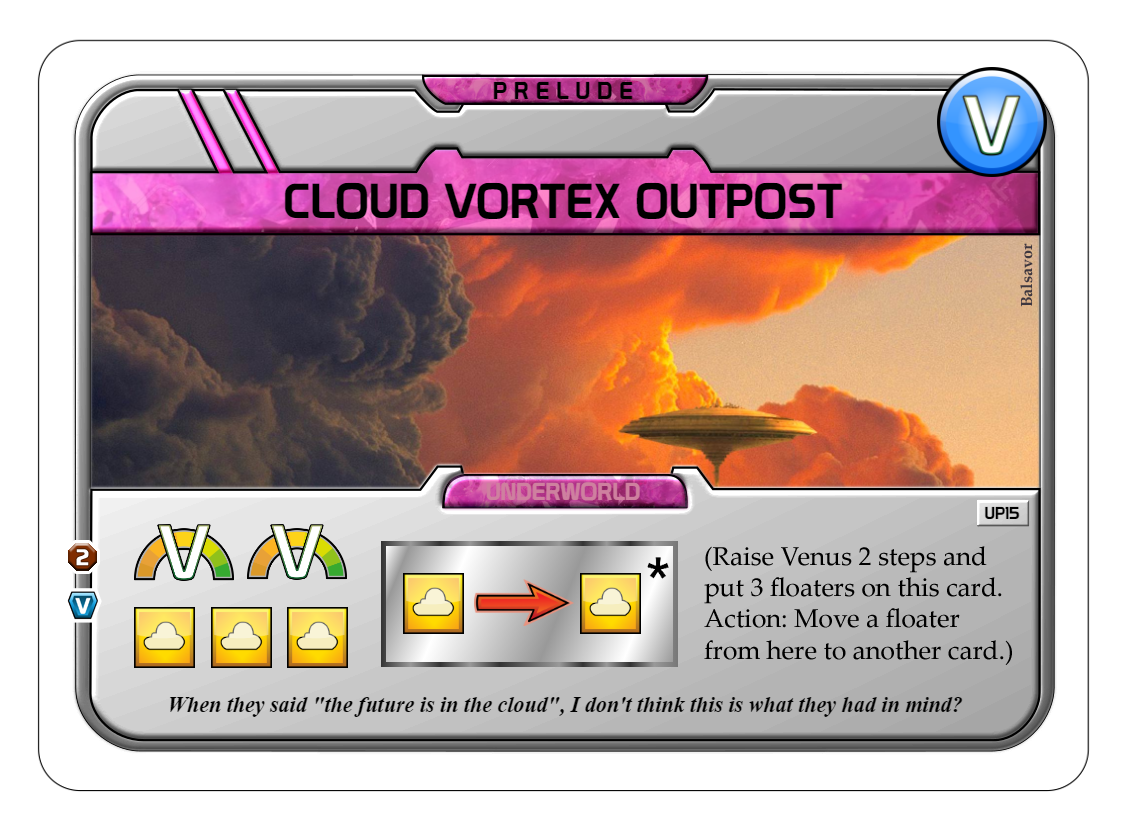 PRELUDE
V
CLOUD VORTEX OUTPOST
Balsavor
UNDERWORLD
UP15
2
V
V V
*
(Raise Venus 2 steps and
put 3 floaters on this card.
Action: Move a floater
from here to another card.)
When they said "the future is in the cloud", I don't think this is what they had in mind?